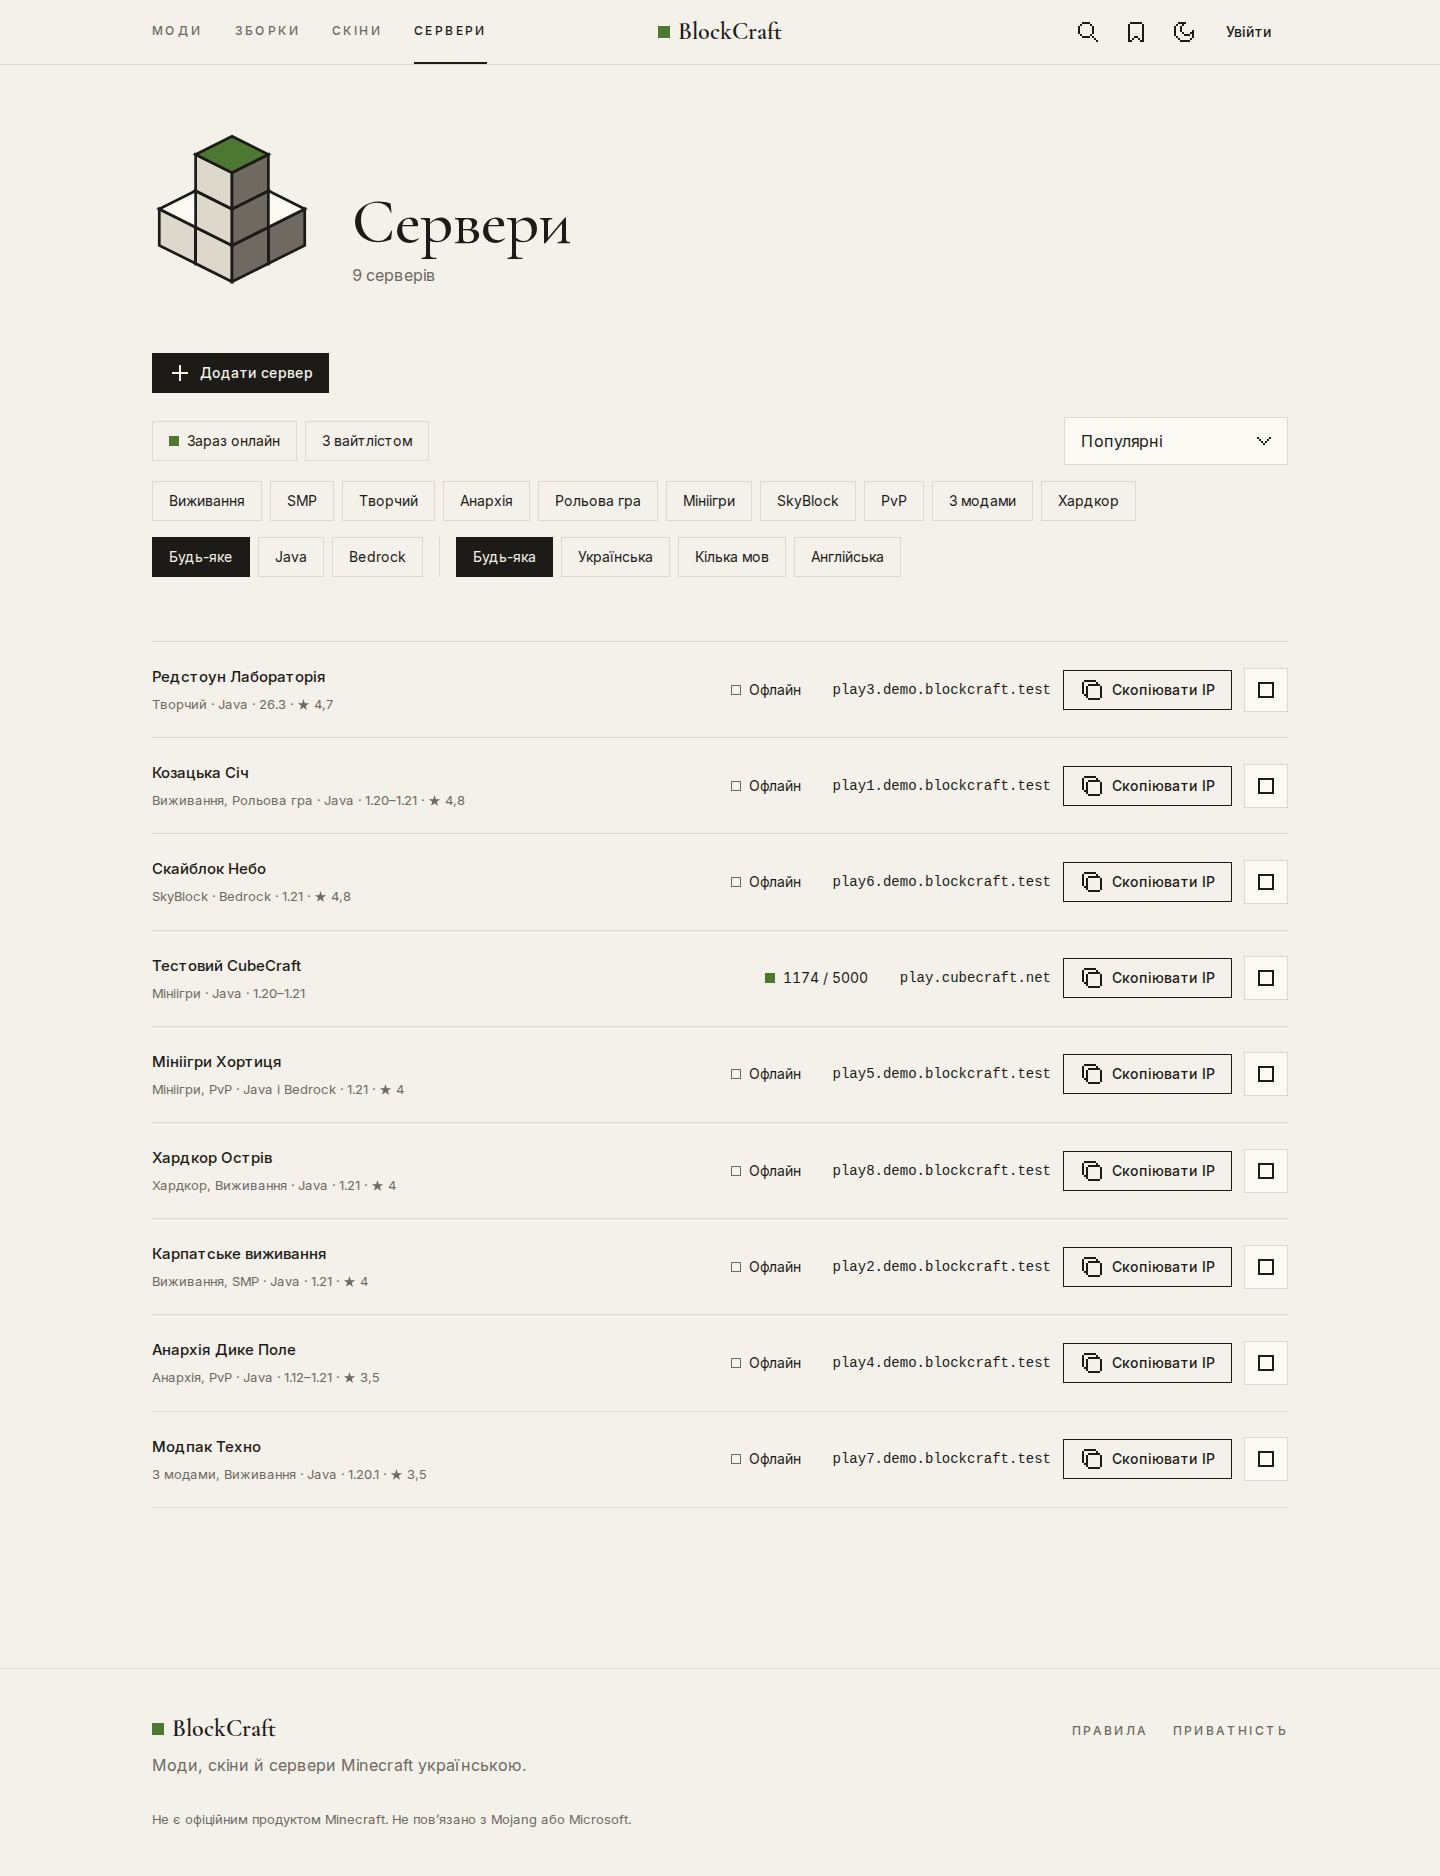 МОДИ ЗБОРКИ СКІНИ СЕРВЕРИ BlockCraft Увійти
Сервери
9 серверів
Додати сервер
Зараз онлайн З вайтлістом Популярні
Виживання SMP Творчий Анархія Рольова гра Мініігри SkyBlock PvP З модами Хардкор
Будь-яке Java Bedrock Будь-яка Українська Кілька мов Англійська
Редстоун Лабораторія
Творчий · Java · 26.3 · ★ 4,7
Офлайн play3.demo.blockcraft.test Скопіювати IP
Козацька Січ
Виживання, Рольова гра · Java · 1.20–1.21 · ★ 4,8
Офлайн play1.demo.blockcraft.test Скопіювати IP
Скайблок Небо
SkyBlock · Bedrock · 1.21 · ★ 4,8
Офлайн play6.demo.blockcraft.test Скопіювати IP
Тестовий CubeCraft
Мініігри · Java · 1.20–1.21
1174 / 5000 play.cubecraft.net Скопіювати IP
Мініігри Хортиця
Мініігри, PvP · Java і Bedrock · 1.21 · ★ 4
Офлайн play5.demo.blockcraft.test Скопіювати IP
Хардкор Острів
Хардкор, Виживання · Java · 1.21 · ★ 4
Офлайн play8.demo.blockcraft.test Скопіювати IP
Карпатське виживання
Виживання, SMP · Java · 1.21 · ★ 4
Офлайн play2.demo.blockcraft.test Скопіювати IP
Анархія Дике Поле
Анархія, PvP · Java · 1.12–1.21 · ★ 3,5
Офлайн play4.demo.blockcraft.test Скопіювати IP
Модпак Техно
З модами, Виживання · Java · 1.20.1 · ★ 3,5
Офлайн play7.demo.blockcraft.test Скопіювати IP
BlockCraft ПРАВИЛА ПРИВАТНІСТЬ
Моди, скіни й сервери Minecraft українською.
Не є офіційним продуктом Minecraft. Не пов’язано з Mojang або Microsoft.